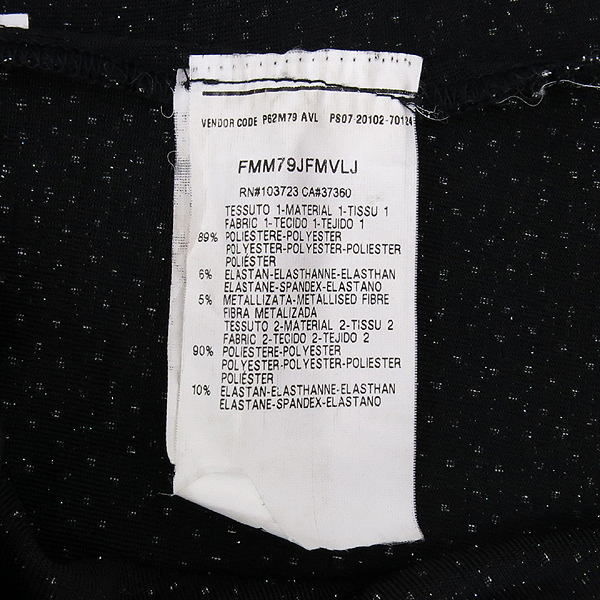 VENDOR CODE P62M79 AVL PS07-20102-70124
FMM79JFMVLJ
RN#103723 CA#37360
TESSUTO 1-MATERIAL 1-TISSU 1
FABRIC 1-TECIDO 1-TEJIDO 1
89% POLIESTERE-POLYESTER
POLYESTER-POLYESTER-POLIESTER
POLIÉSTER
6% ELASTAN-ELASTHANNE-ELASTHAN
ELASTANE-SPANDEX-ELASTANO
5% METALLIZATA-METALLISED FIBRE
FIBRA METALIZADA
TESSUTO 2-MATERIAL 2-TISSU 2
FABRIC 2-TECIDO 2-TEJIDO 2
90% POLIESTERE-POLYESTER
POLYESTER-POLYESTER-POLIESTER
POLIÉSTER
10% ELASTAN-ELASTHANNE-ELASTHAN
ELASTANE-SPANDEX-ELASTANO